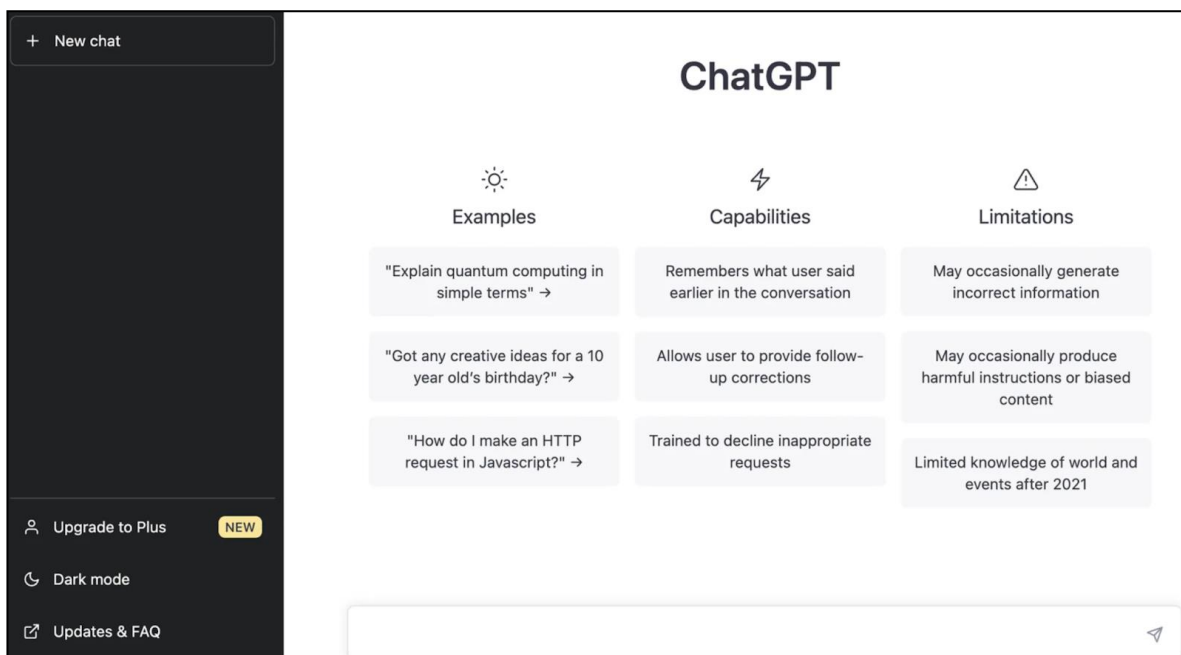 + New chat
Upgrade to Plus NEW
Dark mode
Updates & FAQ
ChatGPT
Examples
"Explain quantum computing in
simple terms" →
"Got any creative ideas for a 10
year old's birthday?" →
"How do I make an HTTP
request in Javascript?" →
Capabilities
Remembers what user said
earlier in the conversation
Allows user to provide follow-
up corrections
Trained to decline inappropriate
requests
Limitations
May occasionally generate
incorrect information
May occasionally produce
harmful instructions or biased
content
Limited knowledge of world and
events after 2021